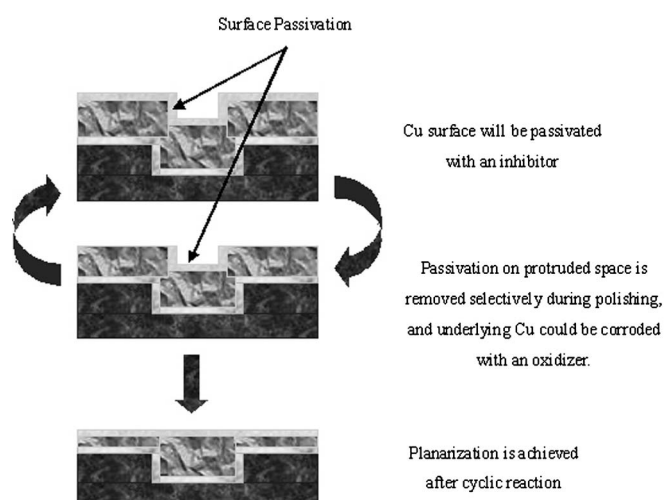 Surface Passivation
Cu surface will be passivated
with an inhibitor
Passivation on protruded space is
removed selectively during polishing,
and underlying Cu could be corroded
with an oxidizer.
Planarization is achieved
after cyclic reaction